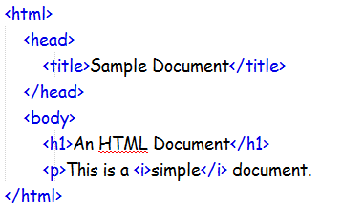 <html>
<head>
<title>Sample Document</title>
</head>
<body>
<h1>An HTML Document</h1>
<p>This is a <i>simple</i> document.
</html>